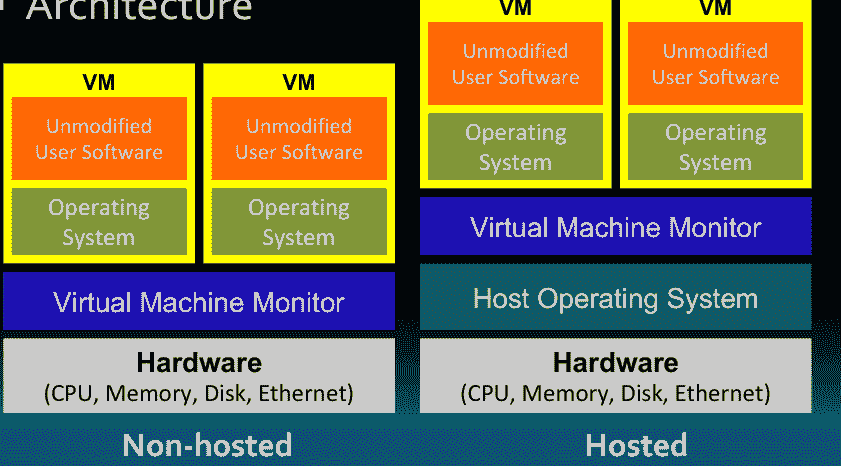 Architecture
VM
VM
Unmodified
User Software
Unmodified
User Software
Operating
System
Operating
System
Virtual Machine Monitor
Hardware
(CPU, Memory, Disk, Ethernet)
Non-hosted
VM
VM
Unmodified
User Software
Unmodified
User Software
Operating
System
Operating
System
Virtual Machine Monitor
Host Operating System
Hardware
(CPU, Memory, Disk, Ethernet)
Hosted